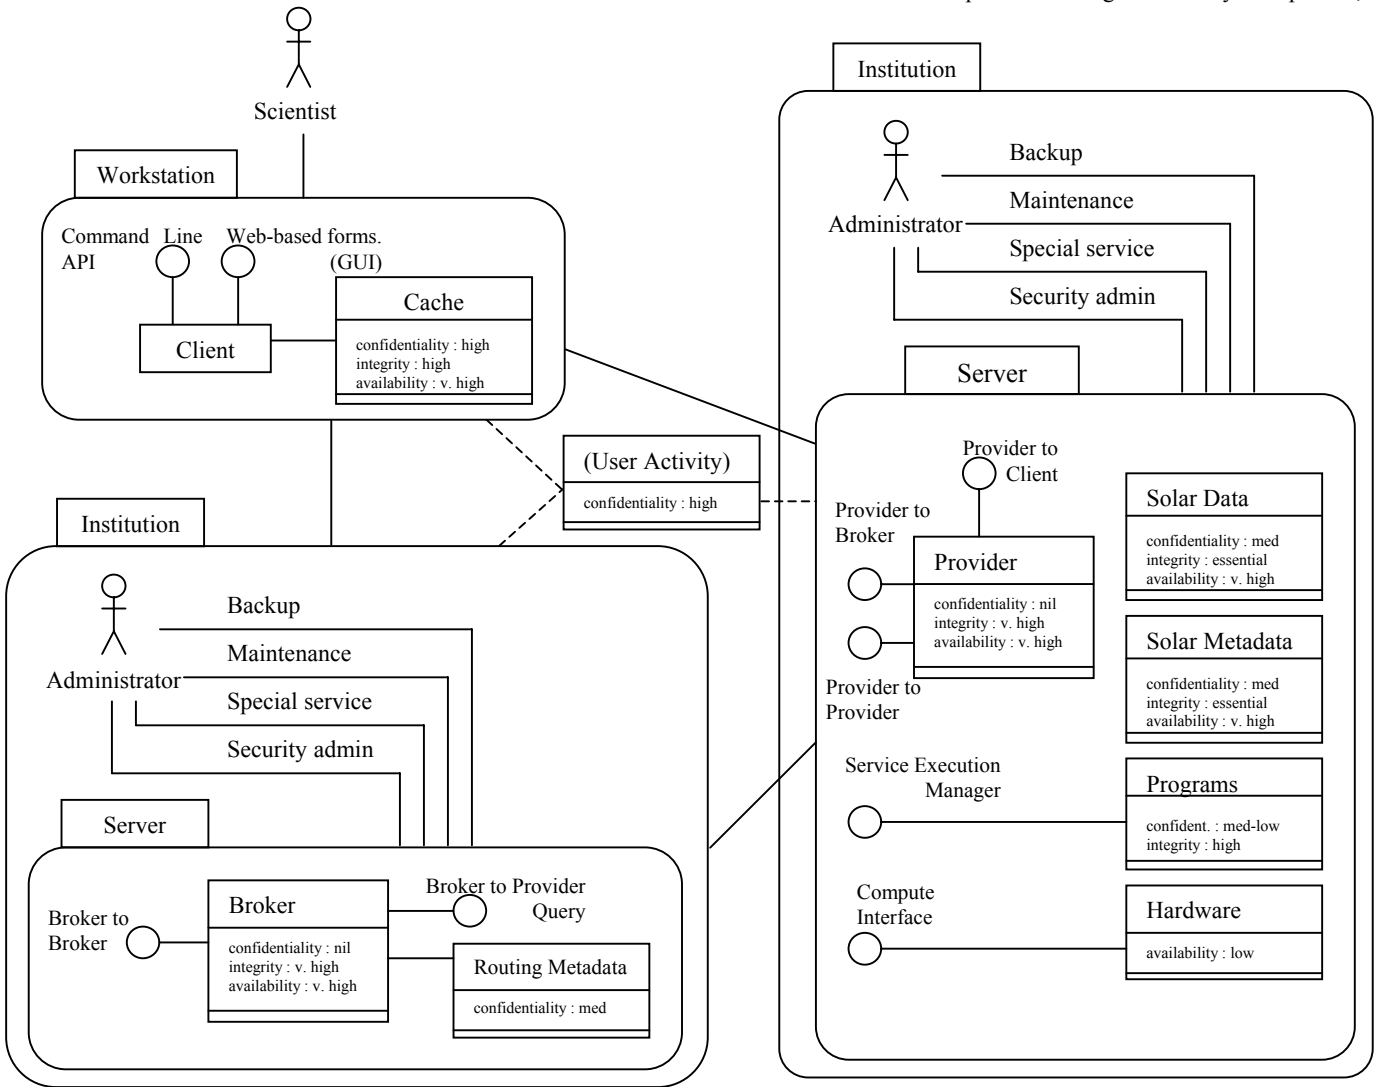 Scientist
Workstation
Command Line
API
Web-based forms.
(GUI)
Client
Cache
confidentiality : high
integrity : high
availability : v. high
(User Activity)
confidentiality : high
Institution
Administrator
Backup
Maintenance
Special service
Security admin
Server
Broker to
Broker
Broker
confidentiality : nil
integrity : v. high
availability : v. high
Broker to Provider
Query
Routing Metadata
confidentiality : med
Institution
Administrator
Backup
Maintenance
Special service
Security admin
Server
Provider to
Client
Provider to
Broker
Provider
confidentiality : nil
integrity : v. high
availability : v. high
Provider to
Provider
Solar Data
confidentiality : med
integrity : essential
availability : v. high
Solar Metadata
confidentiality : med
integrity : essential
availability : v. high
Service Execution
Manager
Programs
confident. : med-low
integrity : high
Compute
Interface
Hardware
availability : low